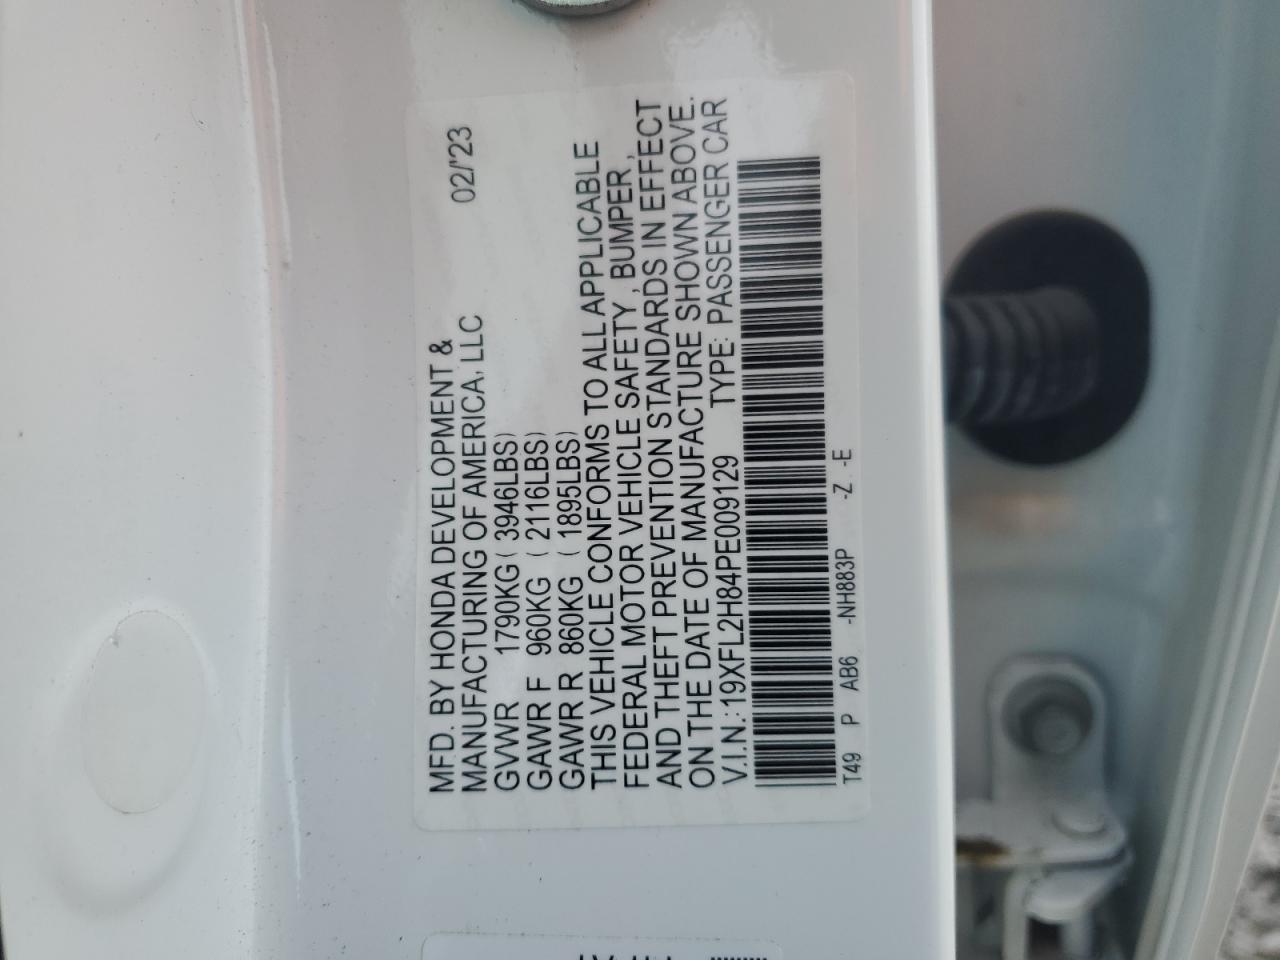 MFD. BY HONDA DEVELOPMENT &
MANUFACTURING OF AMERICA, LLC 02/'23
GVWR 1790KG ( 3946LBS)
GAWR F 960KG ( 2116LBS)
GAWR R 860KG ( 1895LBS)
THIS VEHICLE CONFORMS TO ALL APPLICABLE
FEDERAL MOTOR VEHICLE SAFETY , BUMPER,
AND THEFT PREVENTION STANDARDS IN EFFECT
ON THE DATE OF MANUFACTURE SHOWN ABOVE.
V.I.N.:19XFL2H84PE009129 TYPE: PASSENGER CAR
T49 P AB6 -NH883P -Z -E